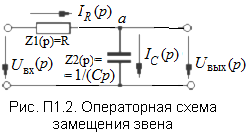 I_R(p)
a
Z1(p)=R
U_вх(p)
Z2(p)=
=1/(Cp)
I_C(p)
U_вых(p)
Рис. П1.2. Операторная схема
замещения звена